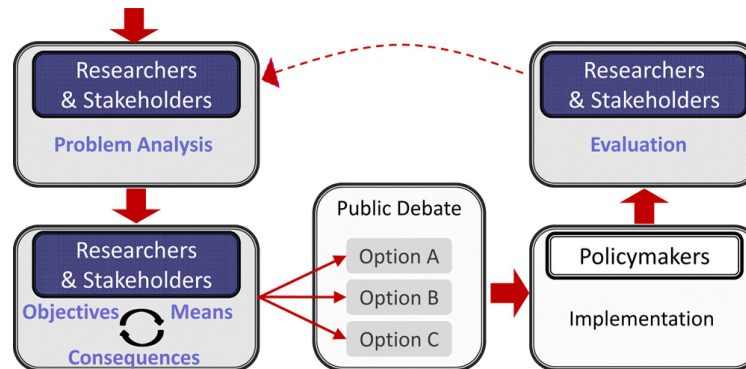 Researchers
& Stakeholders
Problem Analysis
Researchers
& Stakeholders
Objectives Means
Consequences
Public Debate
Option A
Option B
Option C
Policymakers
Implementation
Researchers
& Stakeholders
Evaluation